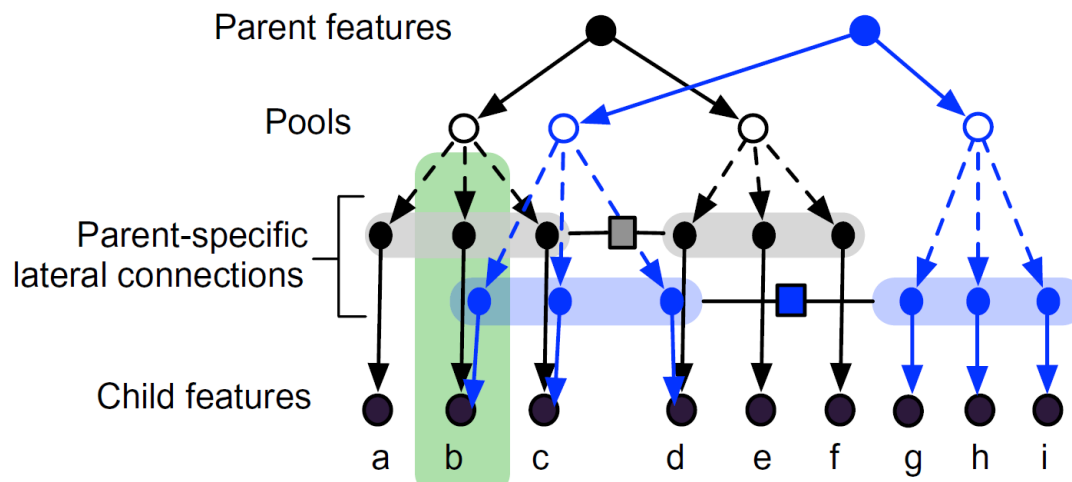 Parent features
Pools
Parent-specific
lateral connections
Child features
a b c d e f g h i